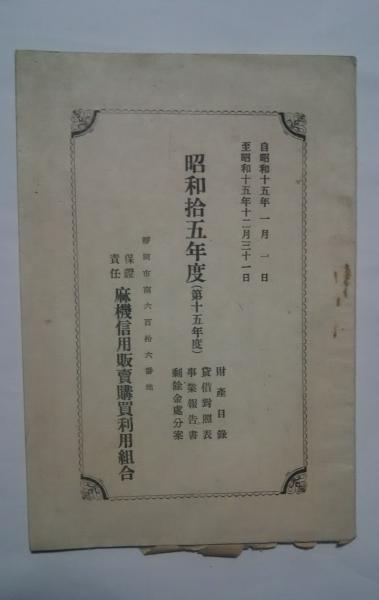 自昭和十五年一月一日
至昭和十五年十二月三十一日
昭和拾五年度(第十五年度)
財產目錄
貸借對照表
事業報告書
剩餘金處分案
靜岡市南六百拾六番地
保證
責任
麻機信用販賣購買利用組合